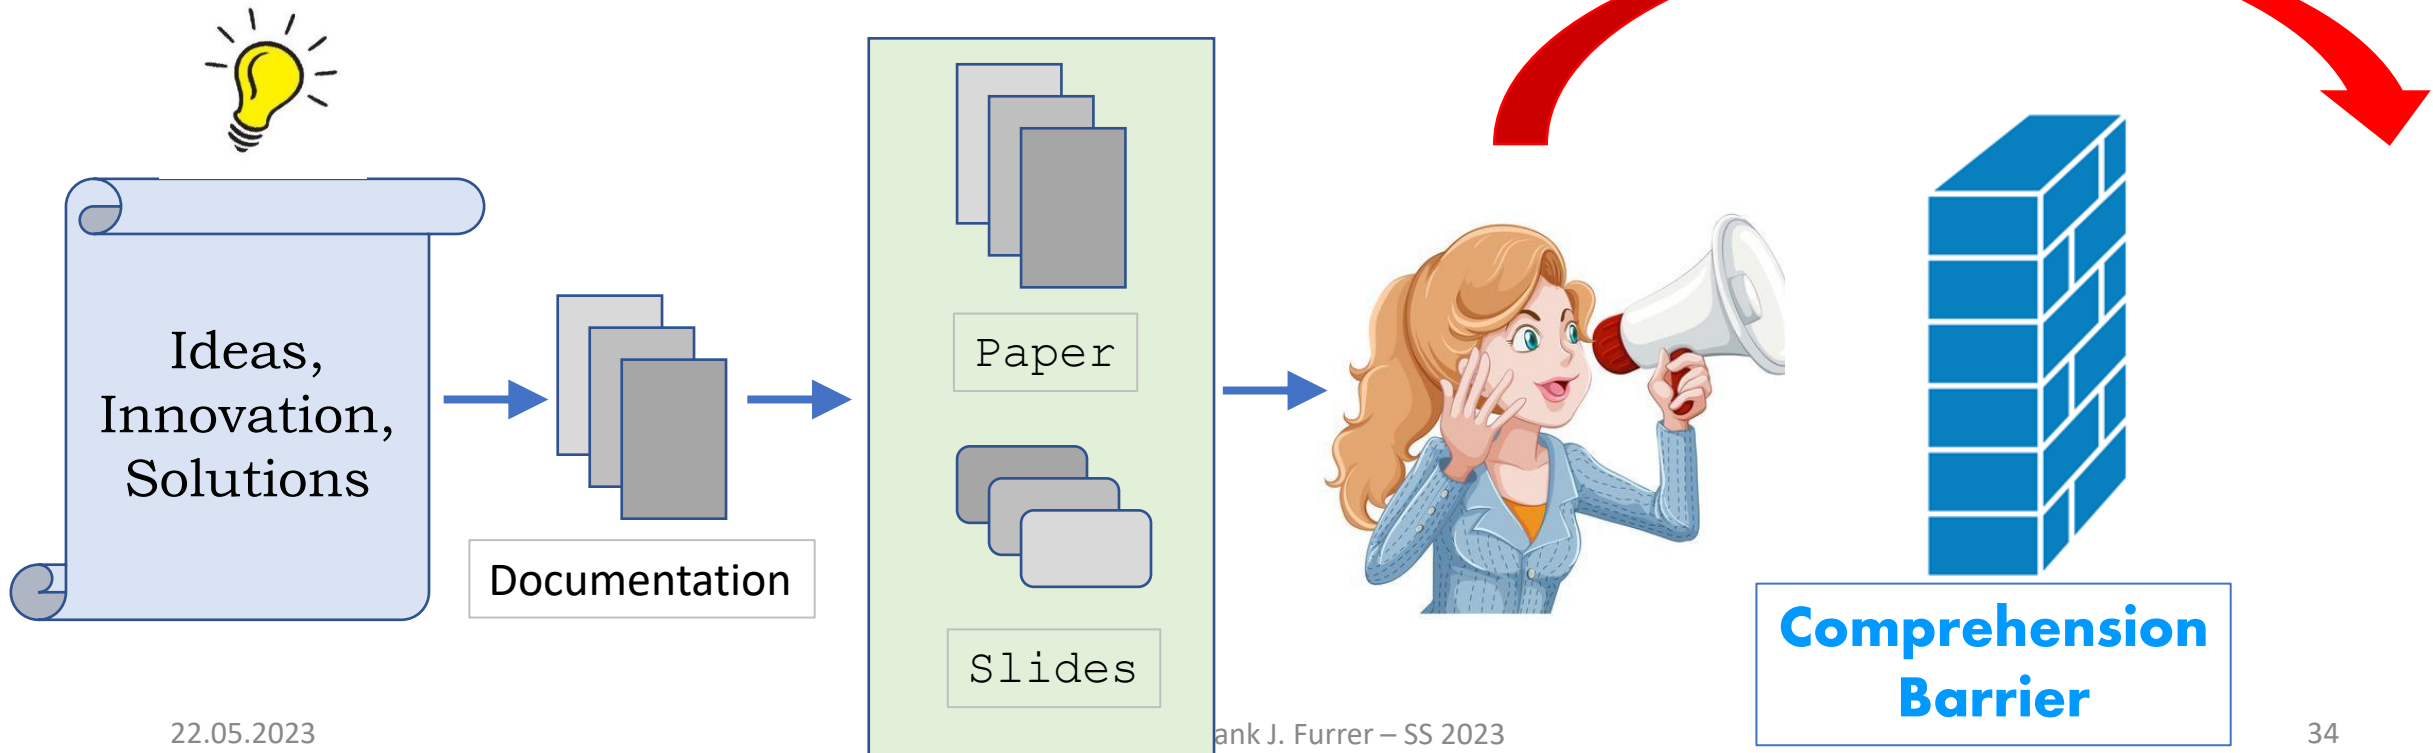 Ideas,
Innovation,
Solutions
Documentation
Paper
Slides
Comprehension
Barrier
22.05.2023
ank J. Furrer – SS 2023
34